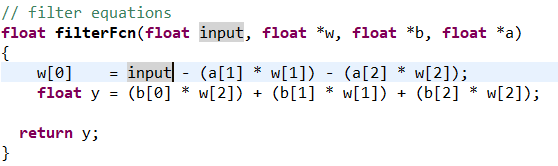 // filter equations
float filterFcn(float input, float *w, float *b, float *a)
{
    w[0]    = input - (a[1] * w[1]) - (a[2] * w[2]);
    float y = (b[0] * w[2]) + (b[1] * w[1]) + (b[2] * w[2]);
  return y;
}